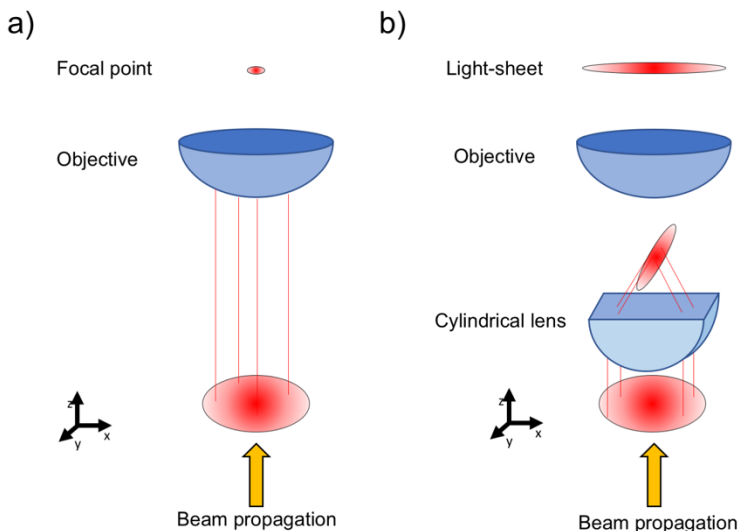 a)
Focal point
Objective
z
x
y
Beam propagation
b)
Light-sheet
Objective
Cylindrical lens
z
x
y
Beam propagation